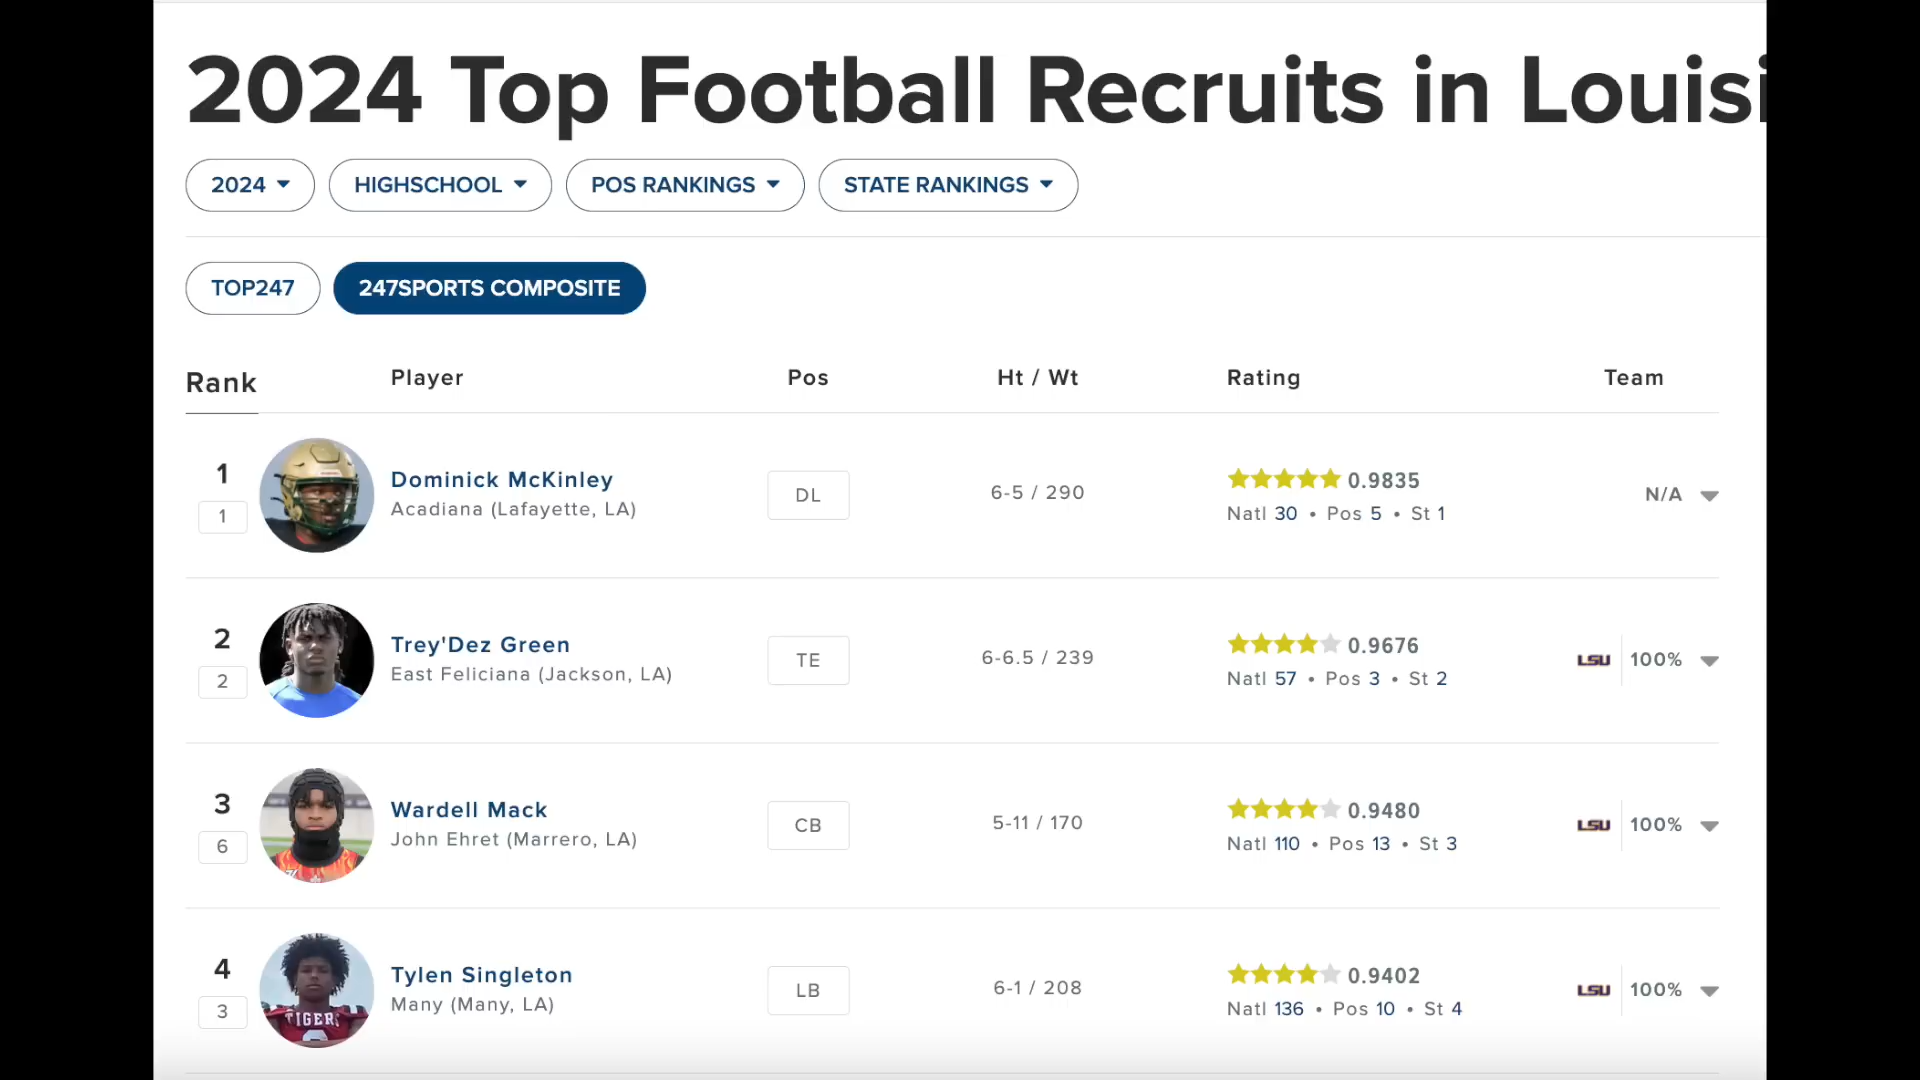 2024 Top Football Recruits in Louisi
2024 HIGHSCHOOL POS RANKINGS STATE RANKINGS
TOP247 247SPORTS COMPOSITE
Rank Player Pos Ht / Wt Rating Team
1 Dominick McKinley DL 6-5 / 290 0.9835 N/A
1 Acadiana (Lafayette, LA) Natl 30 • Pos 5 • St 1
2 Trey'Dez Green TE 6-6.5 / 239 0.9676 LSU 100%
2 East Feliciana (Jackson, LA) Natl 57 • Pos 3 • St 2
3 Wardell Mack CB 5-11 / 170 0.9480 LSU 100%
6 John Ehret (Marrero, LA) Natl 110 • Pos 13 • St 3
4 Tylen Singleton LB 6-1 / 208 0.9402 LSU 100%
3 Many (Many, LA) Natl 136 • Pos 10 • St 4
TIGERS